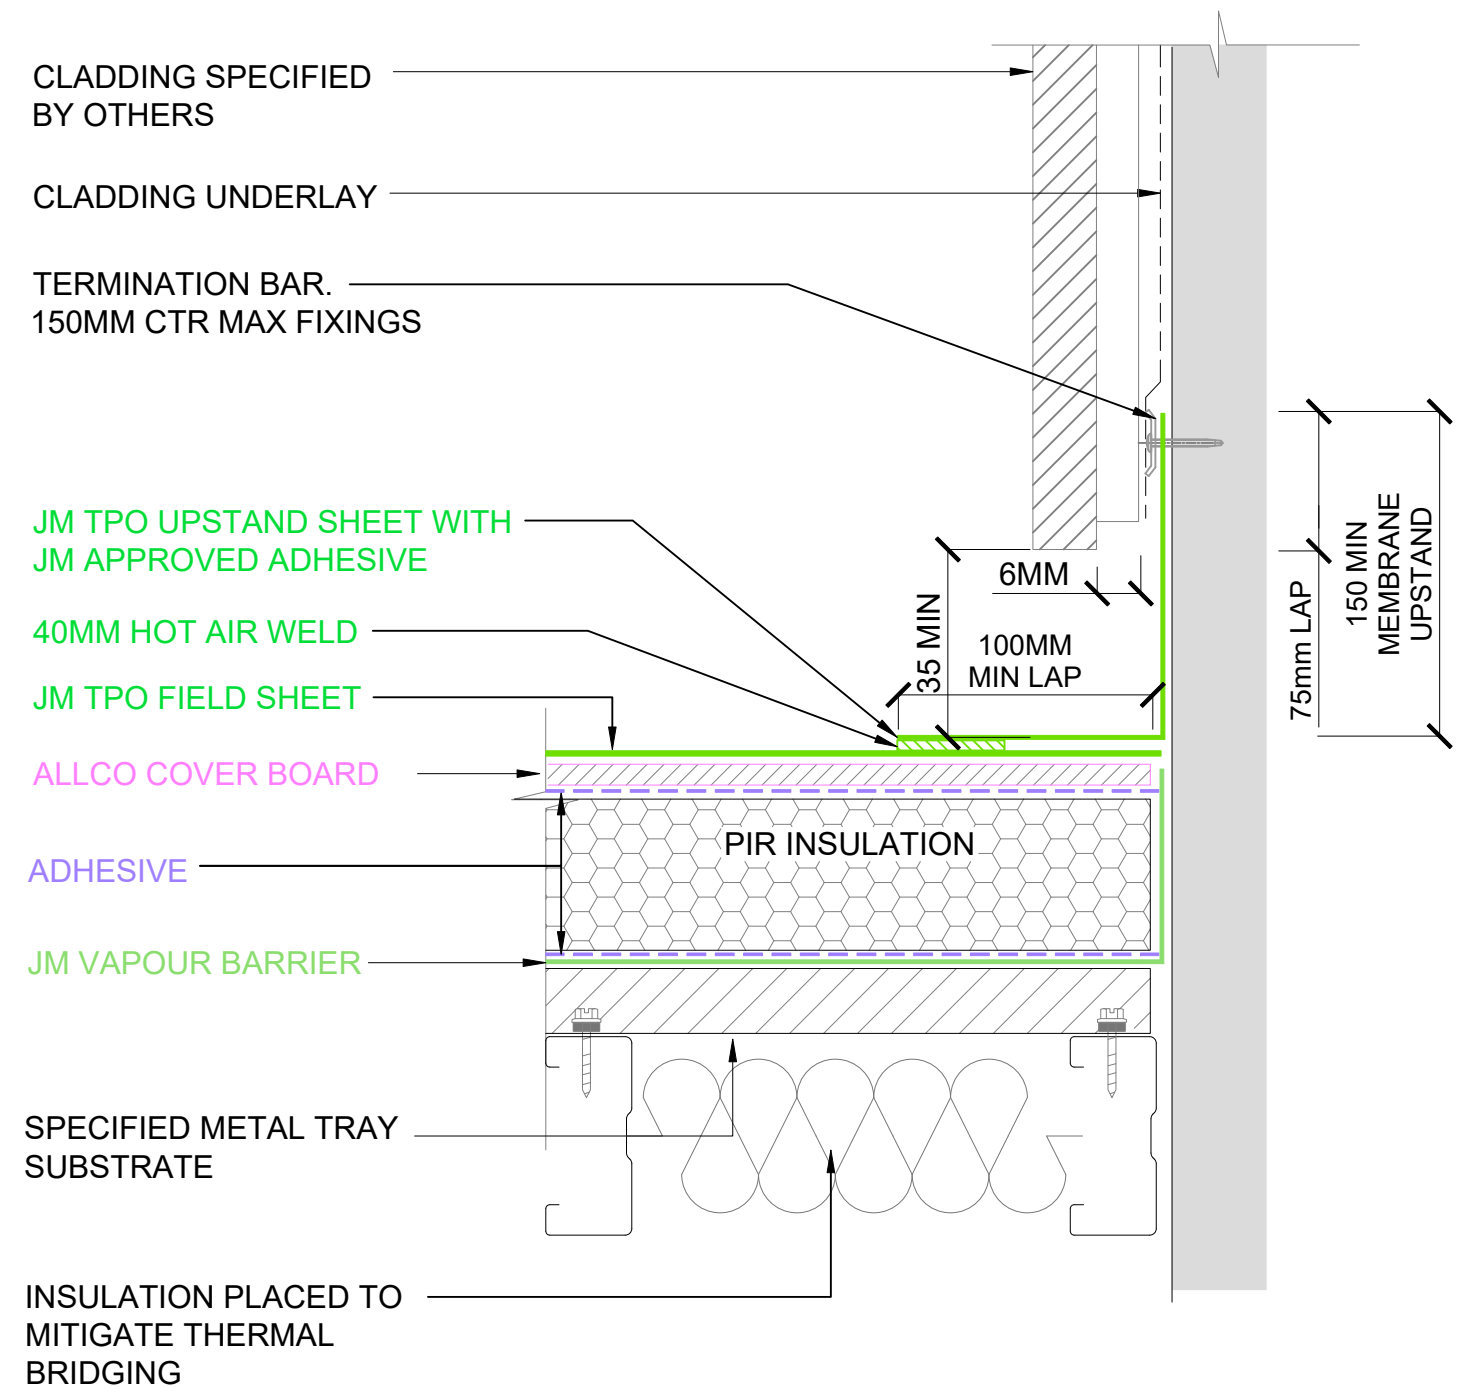 CLADDING SPECIFIED
BY OTHERS
CLADDING UNDERLAY
TERMINATION BAR.
150MM CTR MAX FIXINGS
JM TPO UPSTAND SHEET WITH
JM APPROVED ADHESIVE
40MM HOT AIR WELD
JM TPO FIELD SHEET
ALLCO COVER BOARD
ADHESIVE
JM VAPOUR BARRIER
SPECIFIED METAL TRAY
SUBSTRATE
INSULATION PLACED TO
MITIGATE THERMAL
BRIDGING
PIR INSULATION
35 MIN
6MM
100MM
MIN LAP
75mm LAP
150 MIN
MEMBRANE
UPSTAND